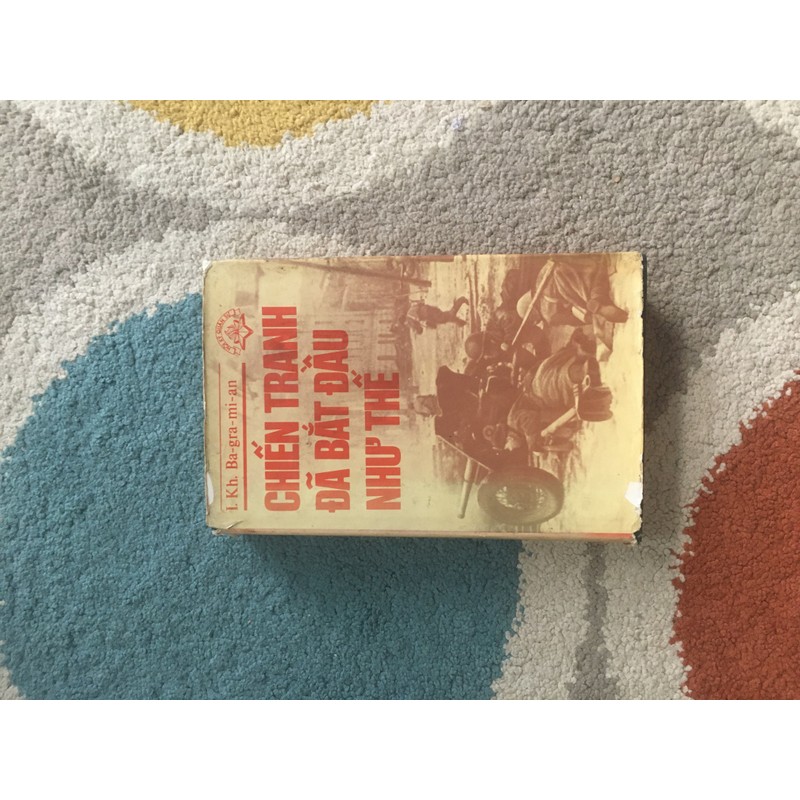 I. Kh. Ba-gra-mi-an
CHIẾN TRANH
ĐÃ BẮT ĐẦU
NHƯ THẾ